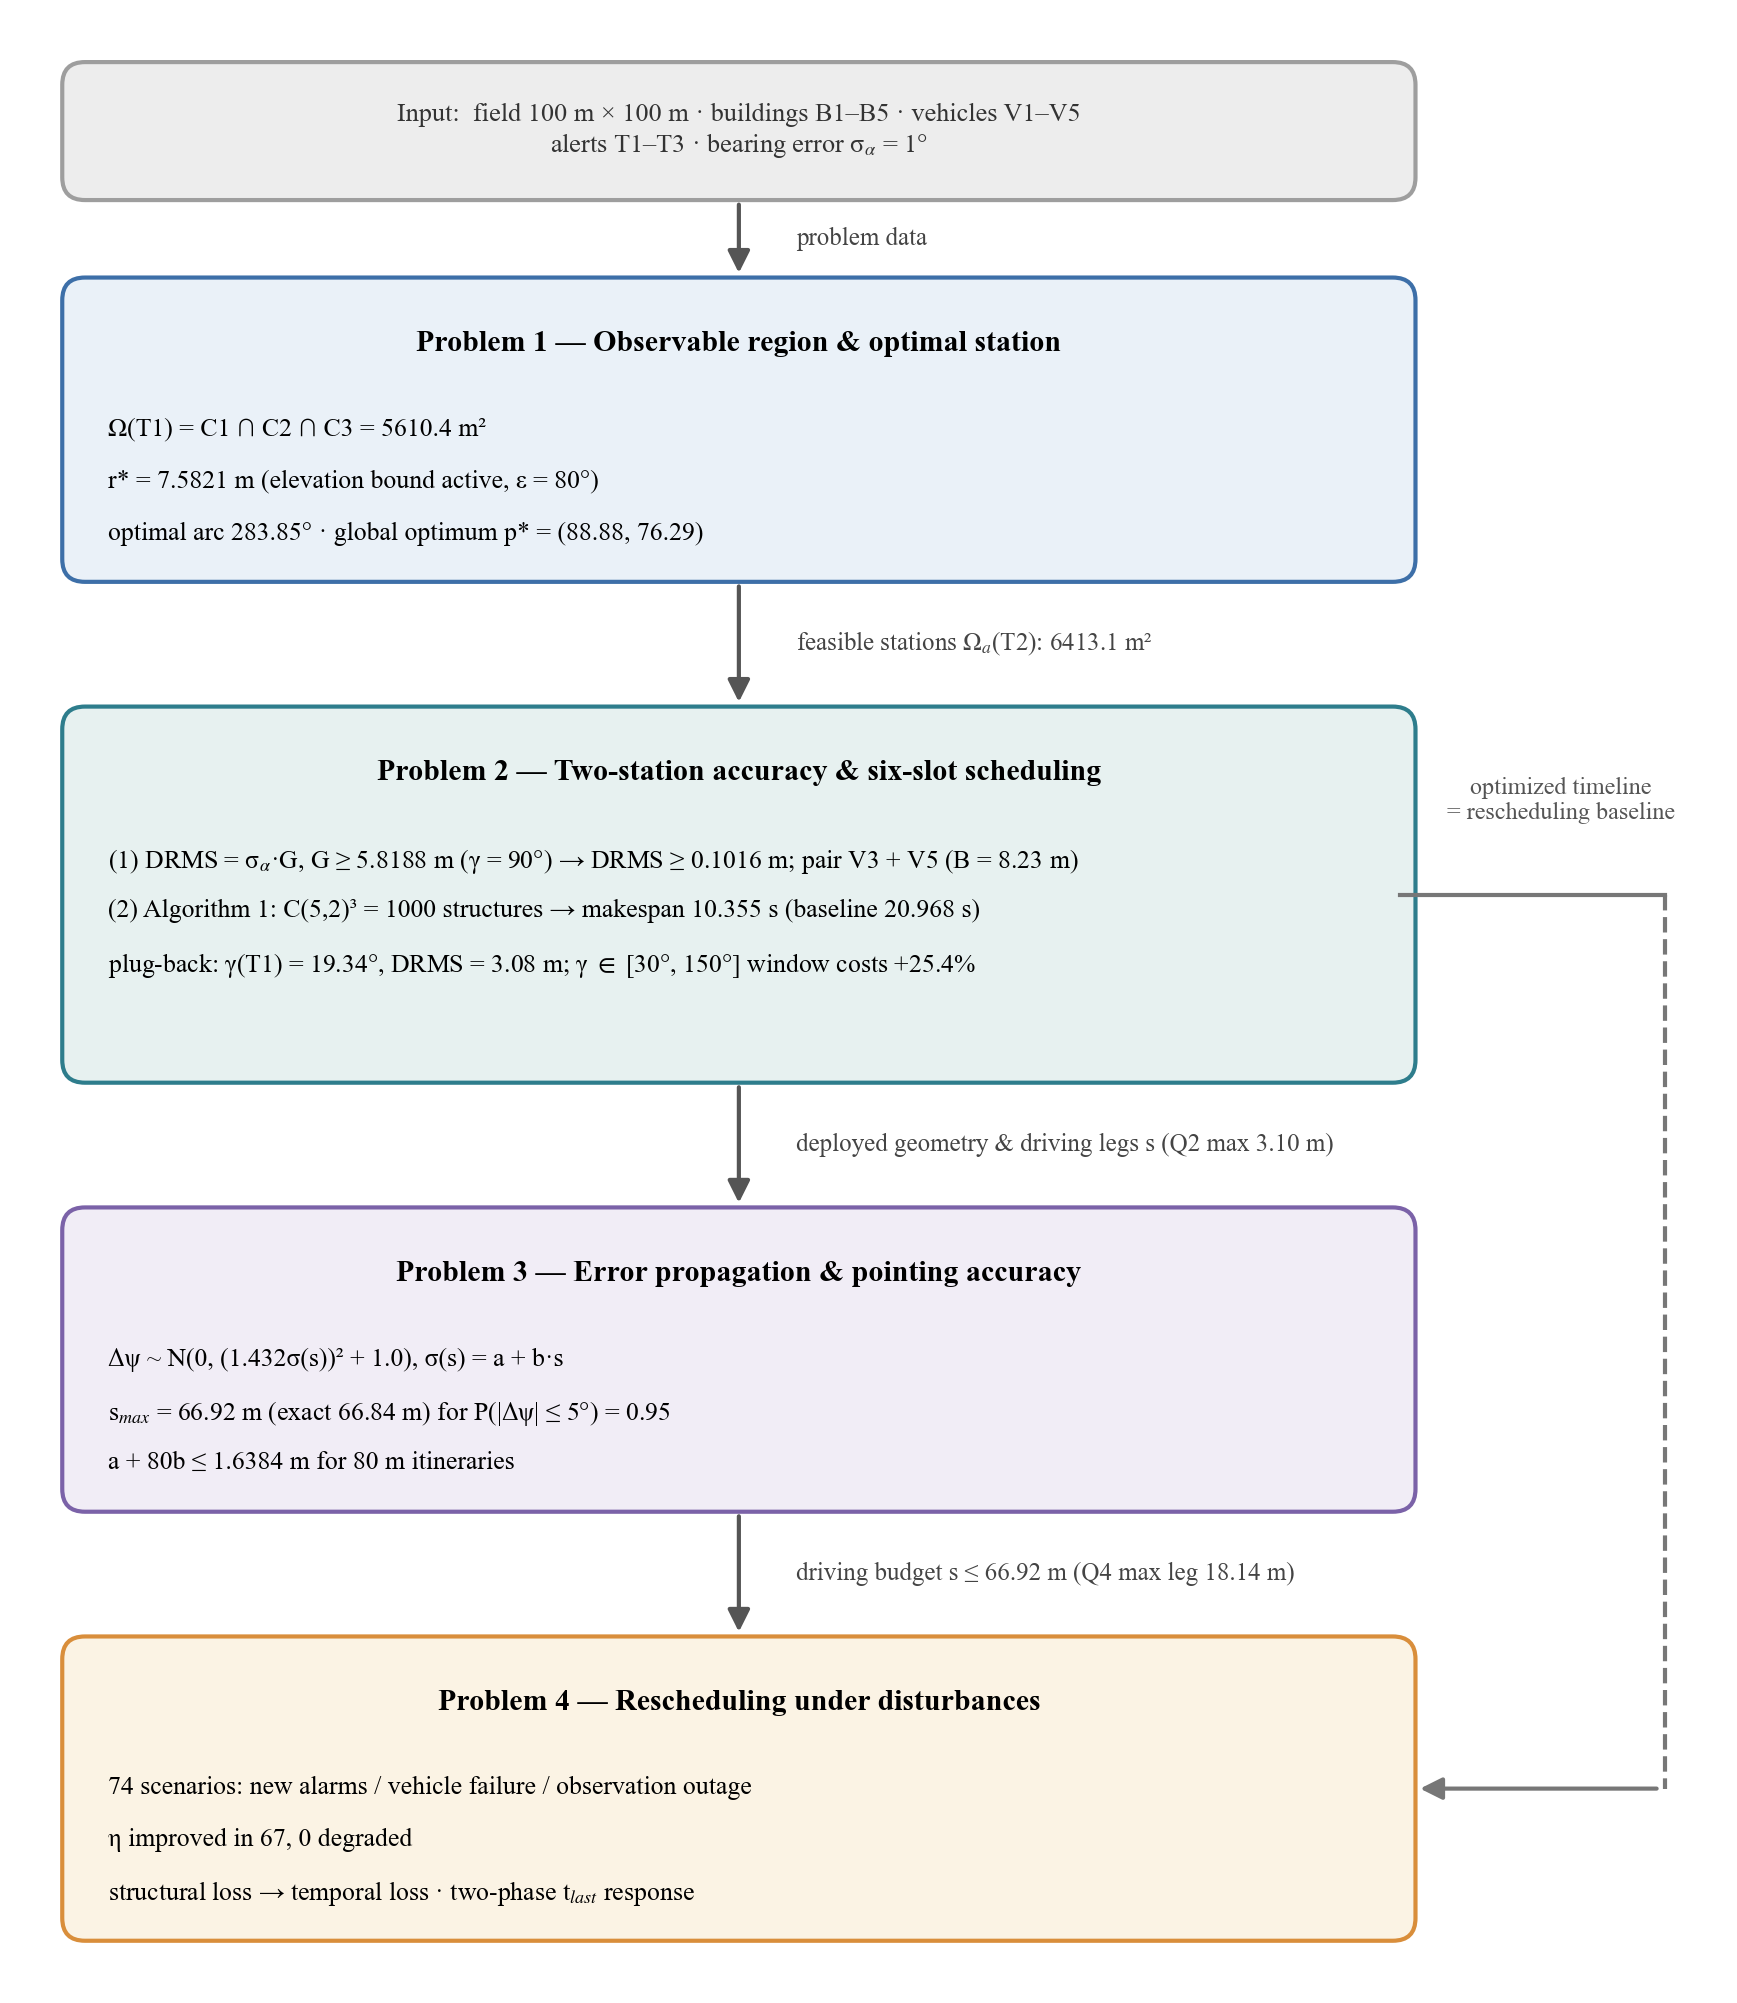 Input:  field 100 m × 100 m · buildings B1–B5 · vehicles V1–V5
alerts T1–T3 · bearing error σ𝛼 = 1°
problem data
Problem 1 — Observable region & optimal station
Ω(T1) = C1 ∩ C2 ∩ C3 = 5610.4 m²
r* = 7.5821 m (elevation bound active, ε = 80°)
optimal arc 283.85° · global optimum p* = (88.88, 76.29)
feasible stations Ωa(T2): 6413.1 m²
Problem 2 — Two-station accuracy & six-slot scheduling
optimized timeline
= rescheduling baseline
(1) DRMS = σ𝛼·G, G ≥ 5.8188 m (γ = 90°) → DRMS ≥ 0.1016 m; pair V3 + V5 (B = 8.23 m)
(2) Algorithm 1: C(5,2)³ = 1000 structures → makespan 10.355 s (baseline 20.968 s)
plug-back: γ(T1) = 19.34°, DRMS = 3.08 m; γ ∈ [30°, 150°] window costs +25.4%
deployed geometry & driving legs s (Q2 max 3.10 m)
Problem 3 — Error propagation & pointing accuracy
Δψ ~ N(0, (1.432σ(s))² + 1.0), σ(s) = a + b·s
smax = 66.92 m (exact 66.84 m) for P(|Δψ| ≤ 5°) = 0.95
a + 80b ≤ 1.6384 m for 80 m itineraries
driving budget s ≤ 66.92 m (Q4 max leg 18.14 m)
Problem 4 — Rescheduling under disturbances
74 scenarios: new alarms / vehicle failure / observation outage
η improved in 67, 0 degraded
structural loss → temporal loss · two-phase tlast response